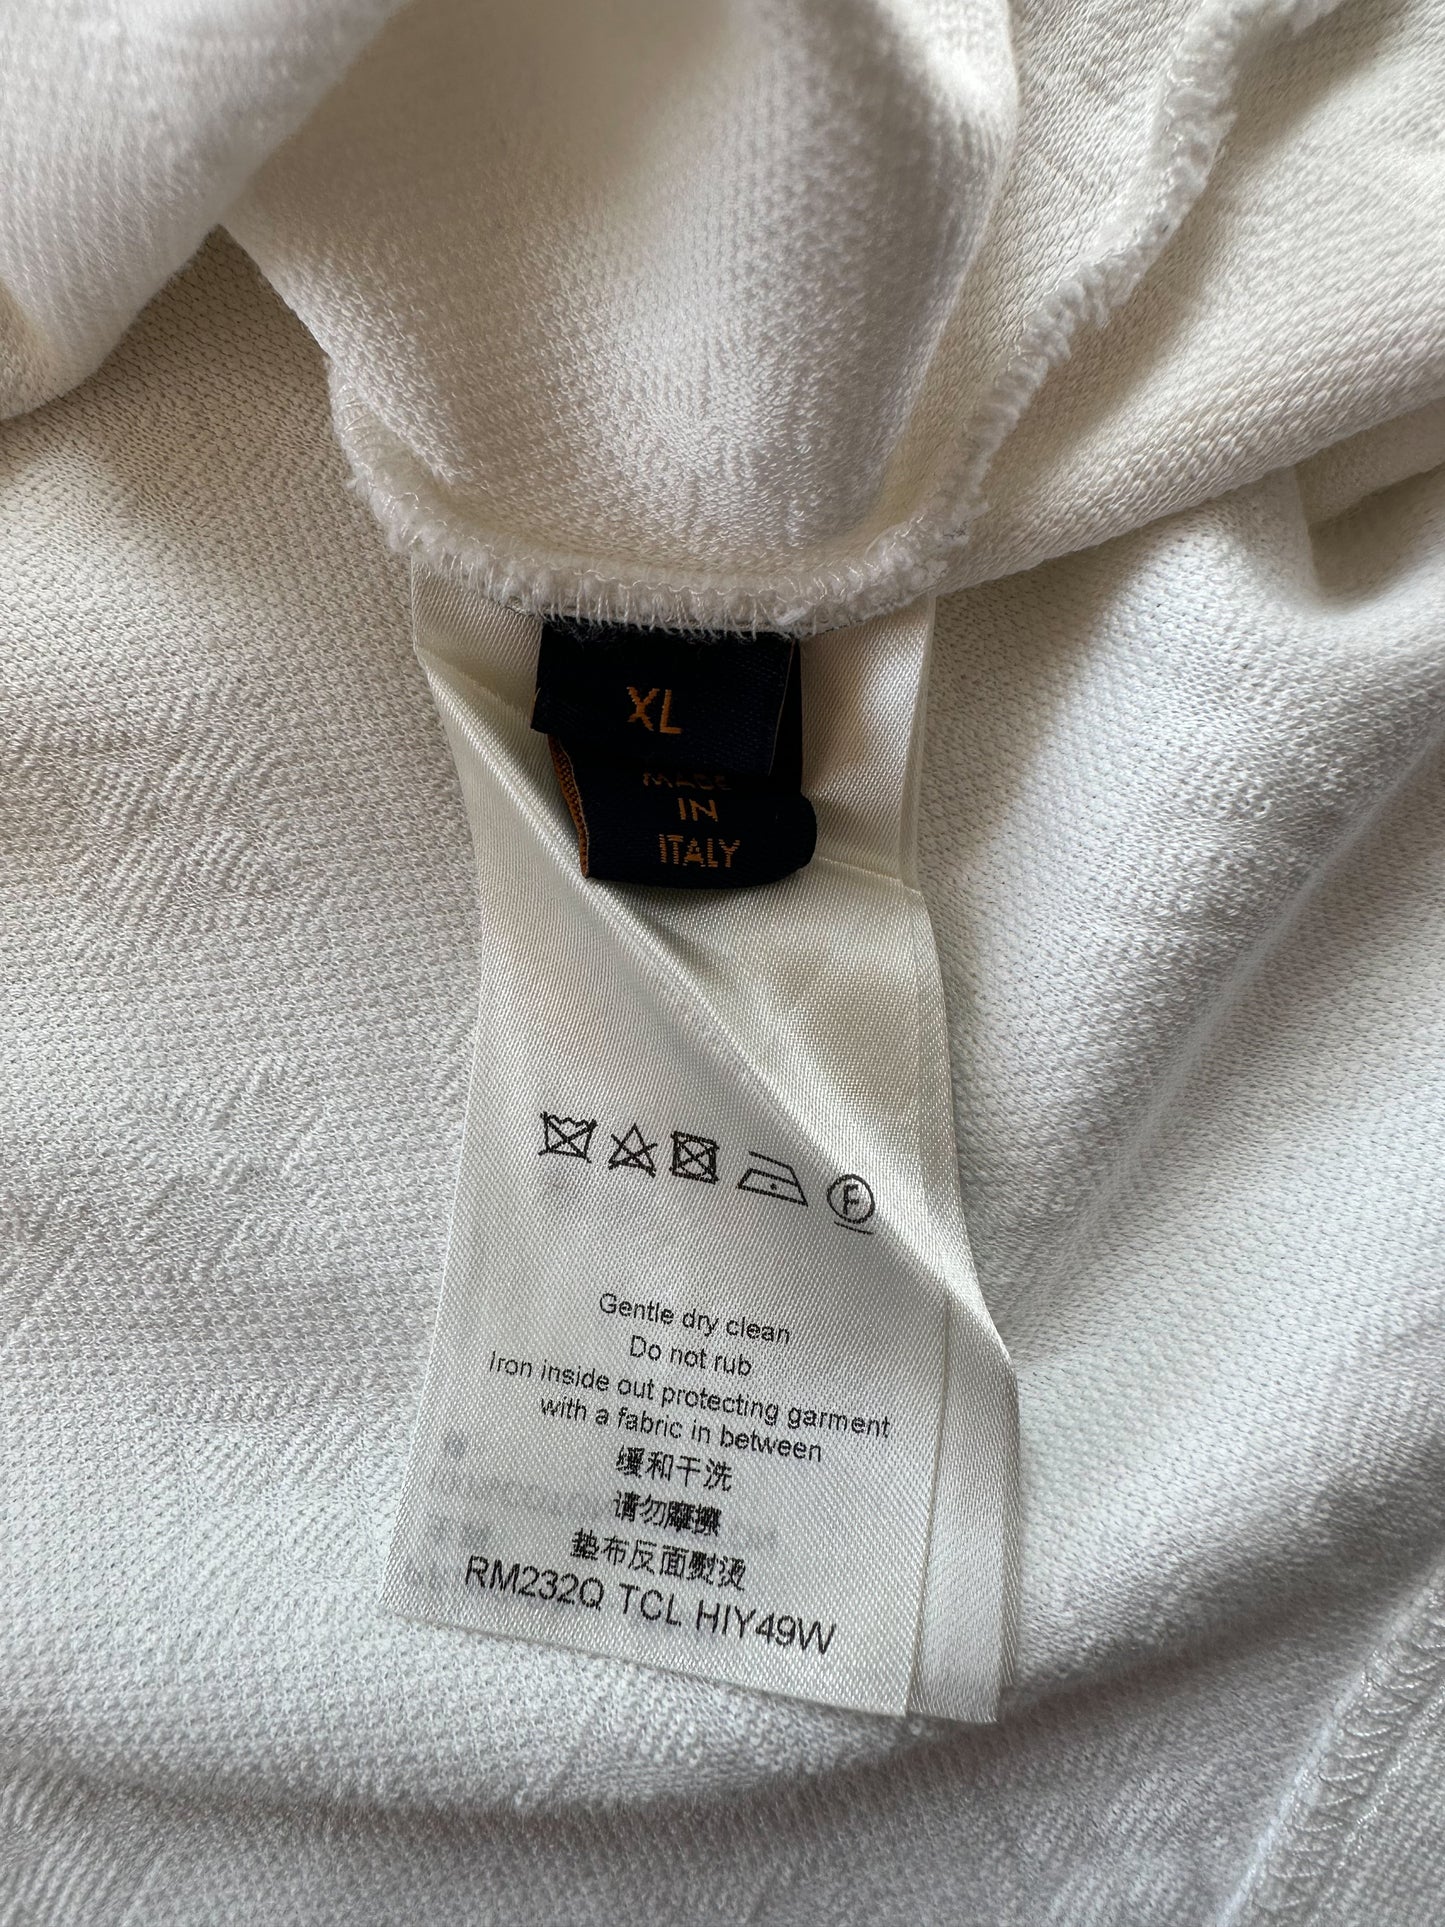 XL
MADE
IN
ITALY
F
Gentle dry clean
Do not rub
Iron inside out protecting garment
with a fabric in between
缓和干洗
请勿摩擦
垫布反面熨烫
RM232Q TCL HIY49W